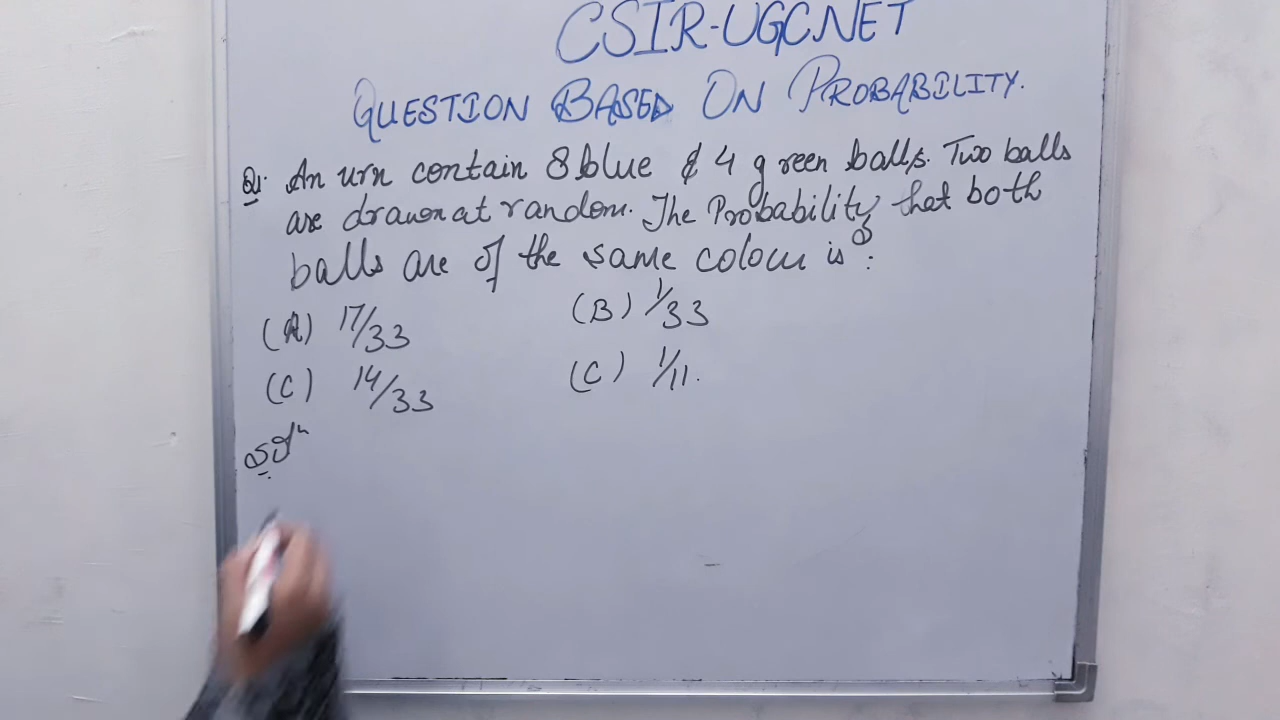 CSIR-UGCNET
QUESTION BASED ON PROBABILITY.
Q1. An urn contain 8 blue & 4 green balls. Two balls
are drawn at random. The Probability that both
balls are of the same colour is :
(A) 17/33 (B) 1/33
(C) 14/33 (C) 1/11.
Solⁿ